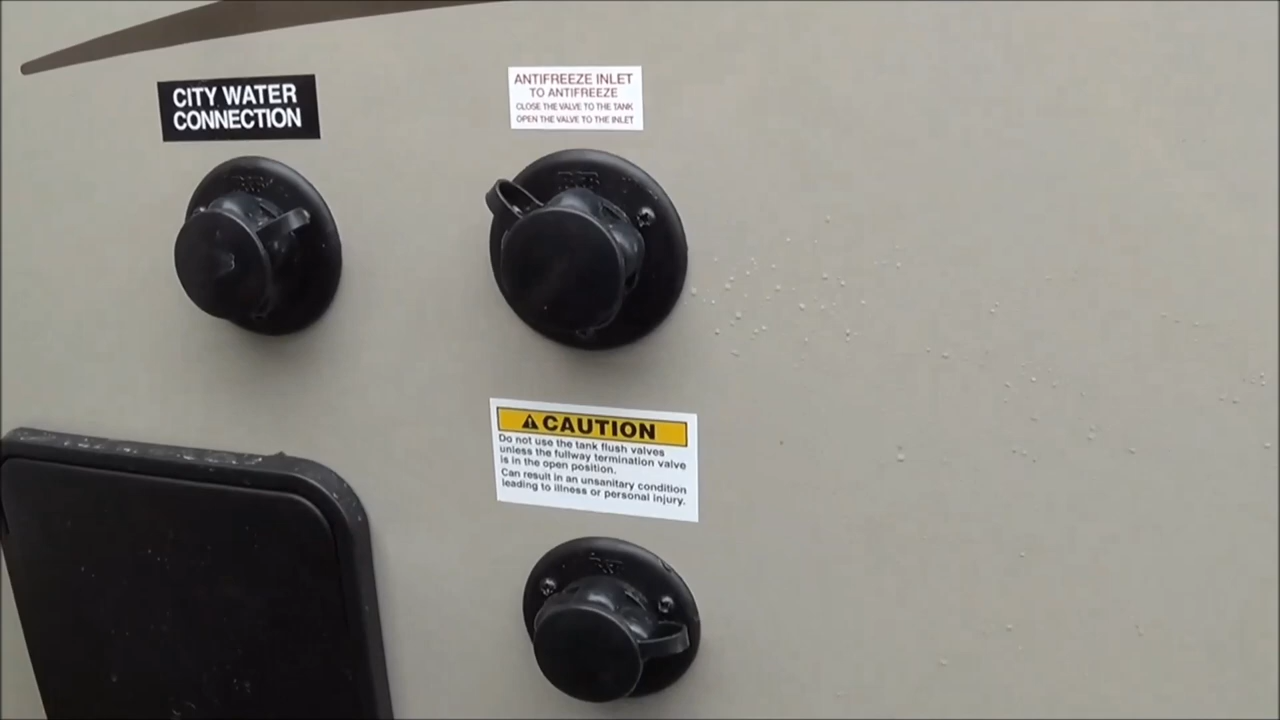 CITY WATER
CONNECTION
ANTIFREEZE INLET
TO ANTIFREEZE
CLOSE THE VALVE TO THE TANK
OPEN THE VALVE TO THE INLET
CAUTION
Do not use the tank flush valves
unless the fullway termination valve
is in the open position.
Can result in an unsanitary condition
leading to illness or personal injury.